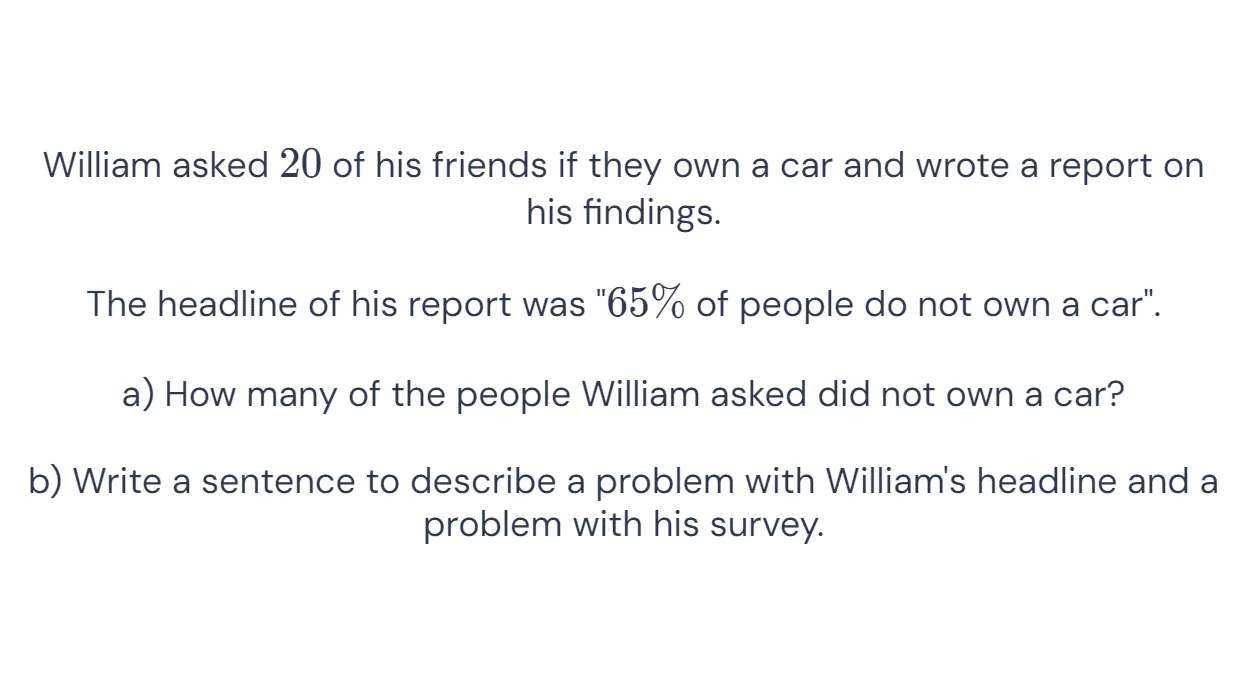 William asked 20 of his friends if they own a car and wrote a report on
his findings.
The headline of his report was "65% of people do not own a car".
a) How many of the people William asked did not own a car?
b) Write a sentence to describe a problem with William's headline and a
problem with his survey.